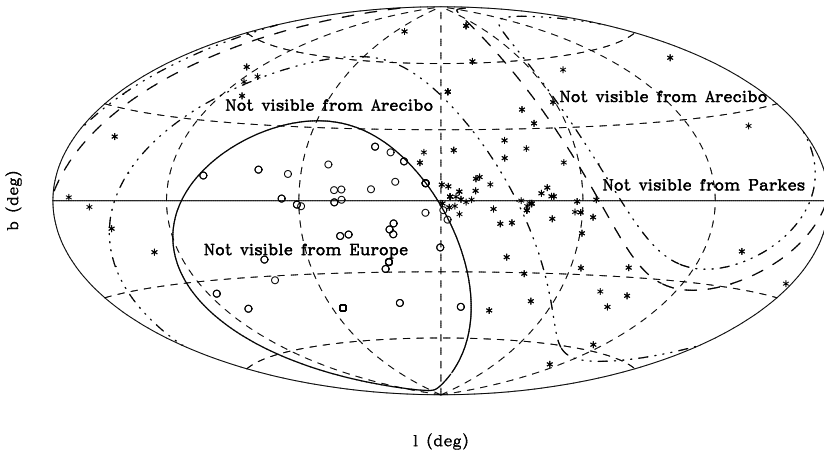 Not visible from Arecibo
Not visible from Arecibo
Not visible from Parkes
Not visible from Europe
b (deg)
l (deg)